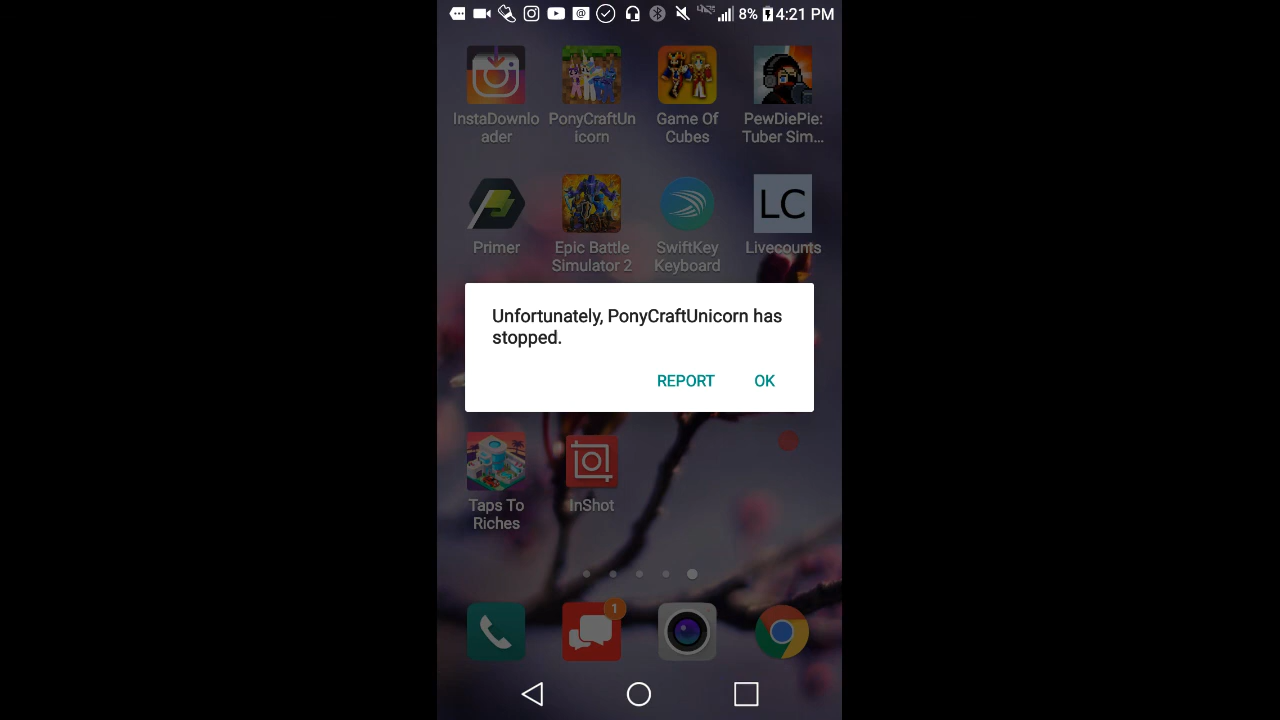 8% 4:21 PM
InstaDownlo
ader
PonyCraftUn
icorn
Game Of
Cubes
PewDiePie:
Tuber Sim...
LC
Primer
Epic Battle
Simulator 2
SwiftKey
Keyboard
Livecounts
Unfortunately, PonyCraftUnicorn has
stopped.
REPORT OK
Taps To
Riches
InShot
1